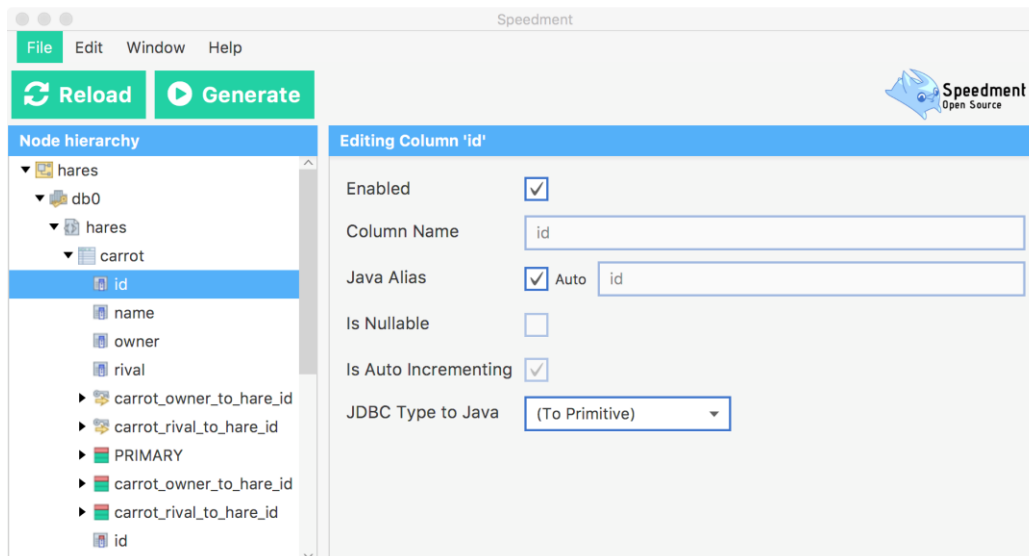 Speedment
File Edit Window Help
Reload Generate
Speedment
Open Source
Node hierarchy
hares
db0
hares
carrot
id
name
owner
rival
carrot_owner_to_hare_id
carrot_rival_to_hare_id
PRIMARY
carrot_owner_to_hare_id
carrot_rival_to_hare_id
id
Editing Column 'id'
Enabled
Column Name id
Java Alias Auto id
Is Nullable
Is Auto Incrementing
JDBC Type to Java (To Primitive)